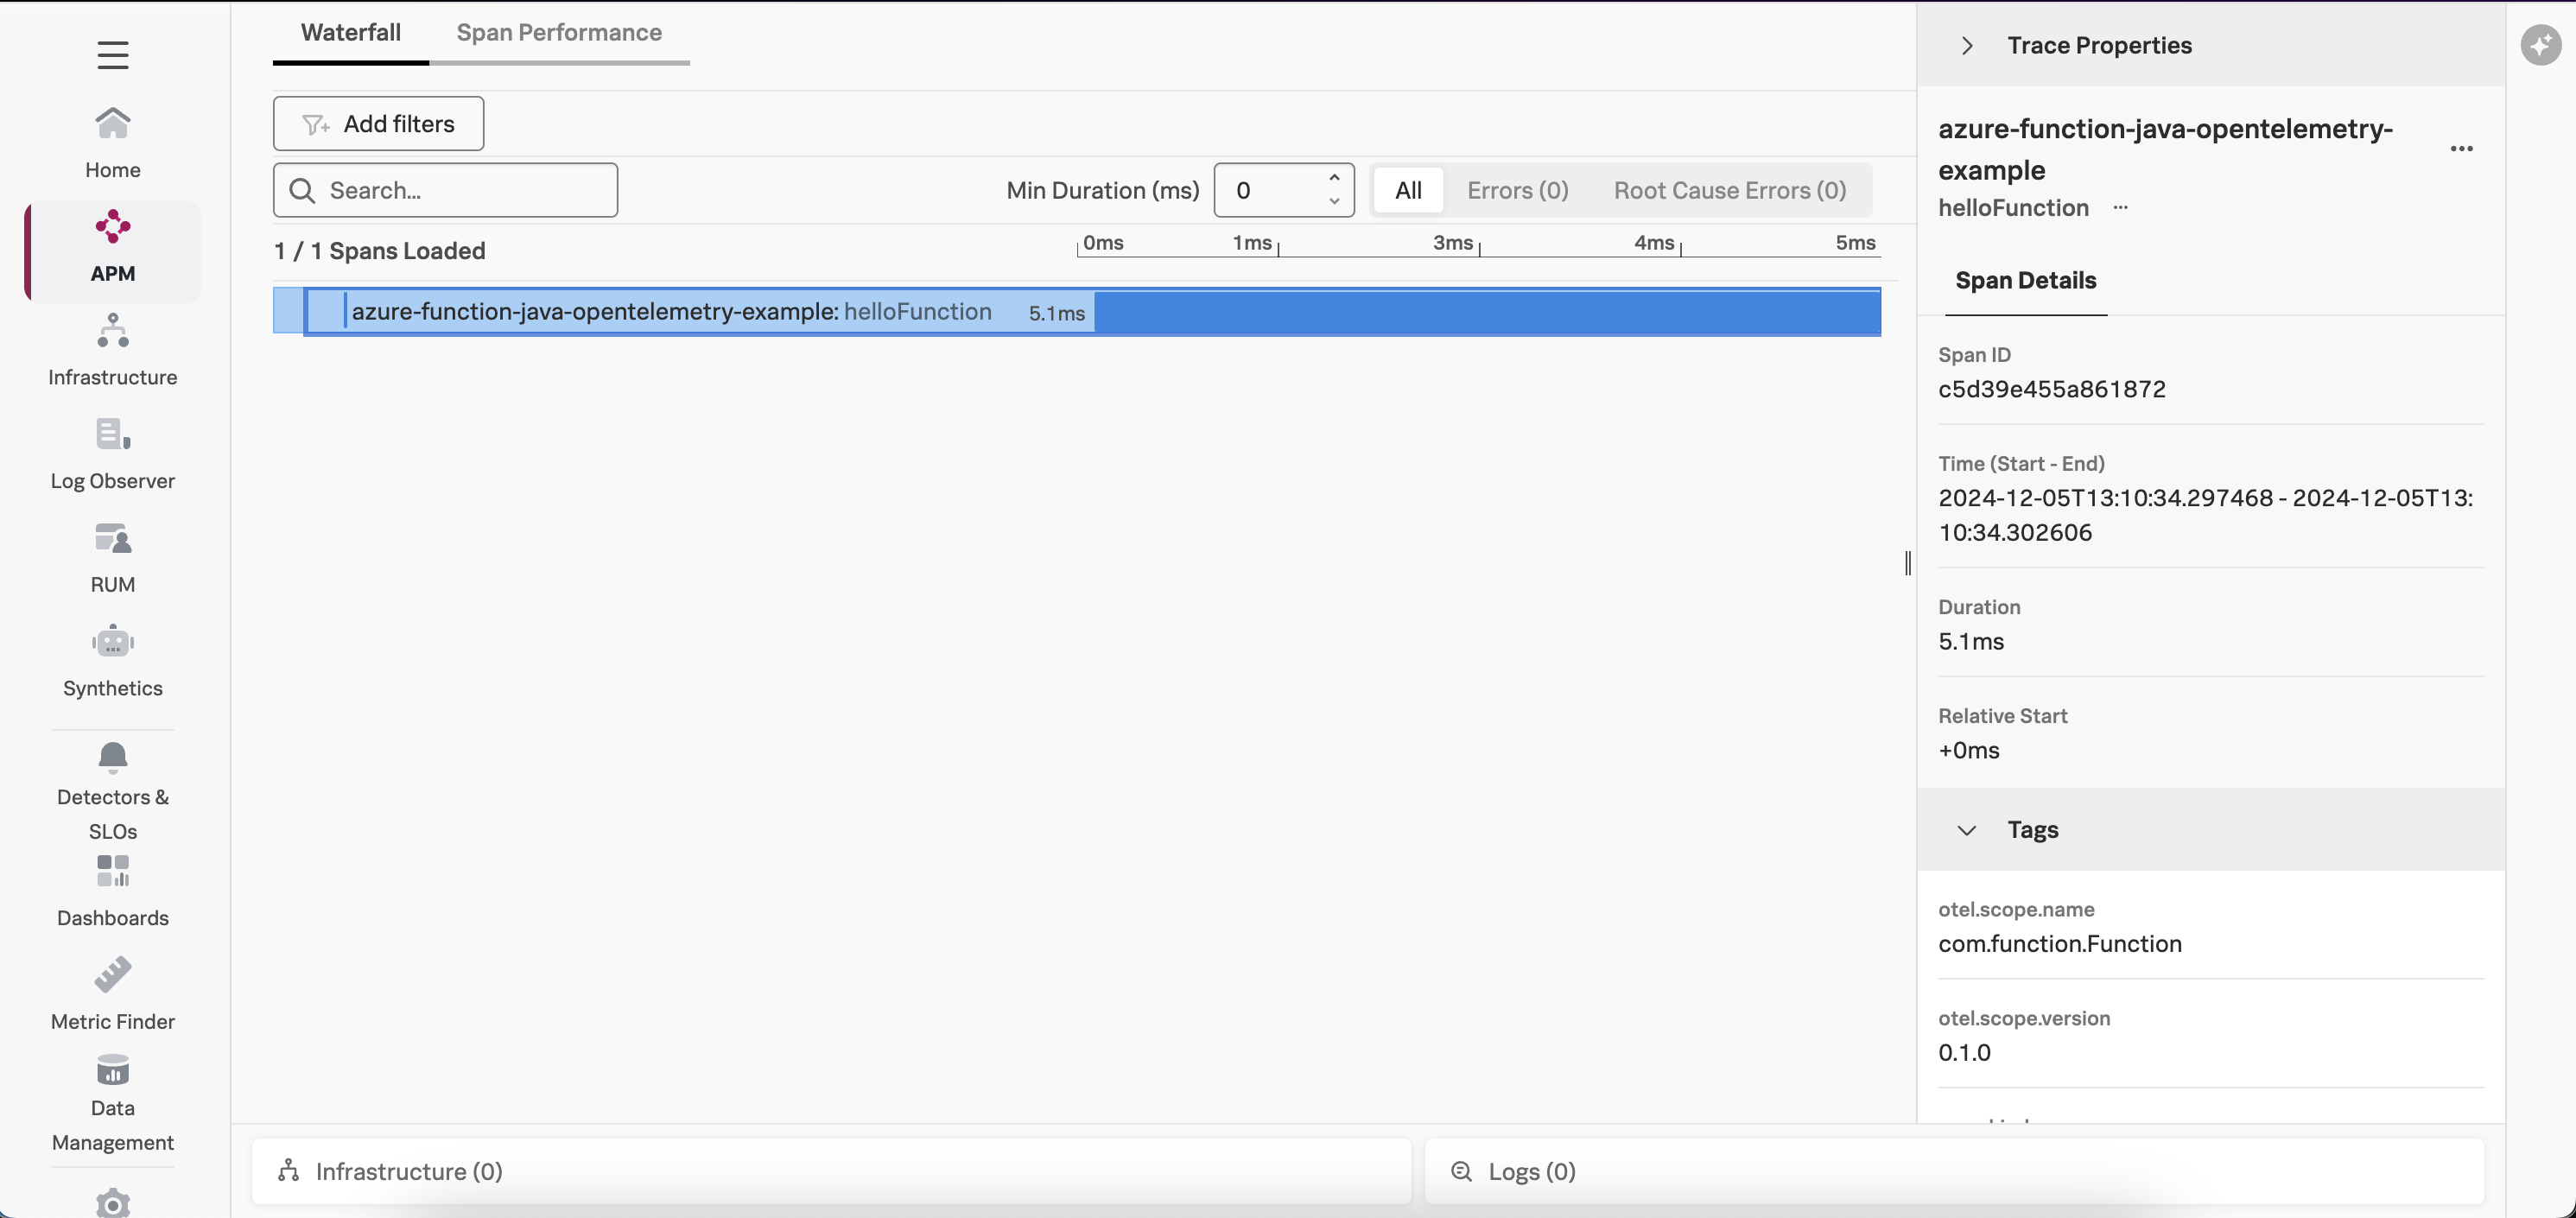 Home
APM
Infrastructure
Log Observer
RUM
Synthetics
Detectors &
SLOs
Dashboards
Metric Finder
Data
Management
Waterfall
Span Performance
Add filters
Search...
Min Duration (ms)
0
All
Errors (0)
Root Cause Errors (0)
1 / 1 Spans Loaded
0ms
1ms
3ms
4ms
5ms
azure-function-java-opentelemetry-example: helloFunction
5.1ms
Infrastructure (0)
Logs (0)
Trace Properties
azure-function-java-opentelemetry-
example
helloFunction
Span Details
Span ID
c5d39e455a861872
Time (Start - End)
2024-12-05T13:10:34.297468 - 2024-12-05T13:
10:34.302606
Duration
5.1ms
Relative Start
+0ms
Tags
otel.scope.name
com.function.Function
otel.scope.version
0.1.0